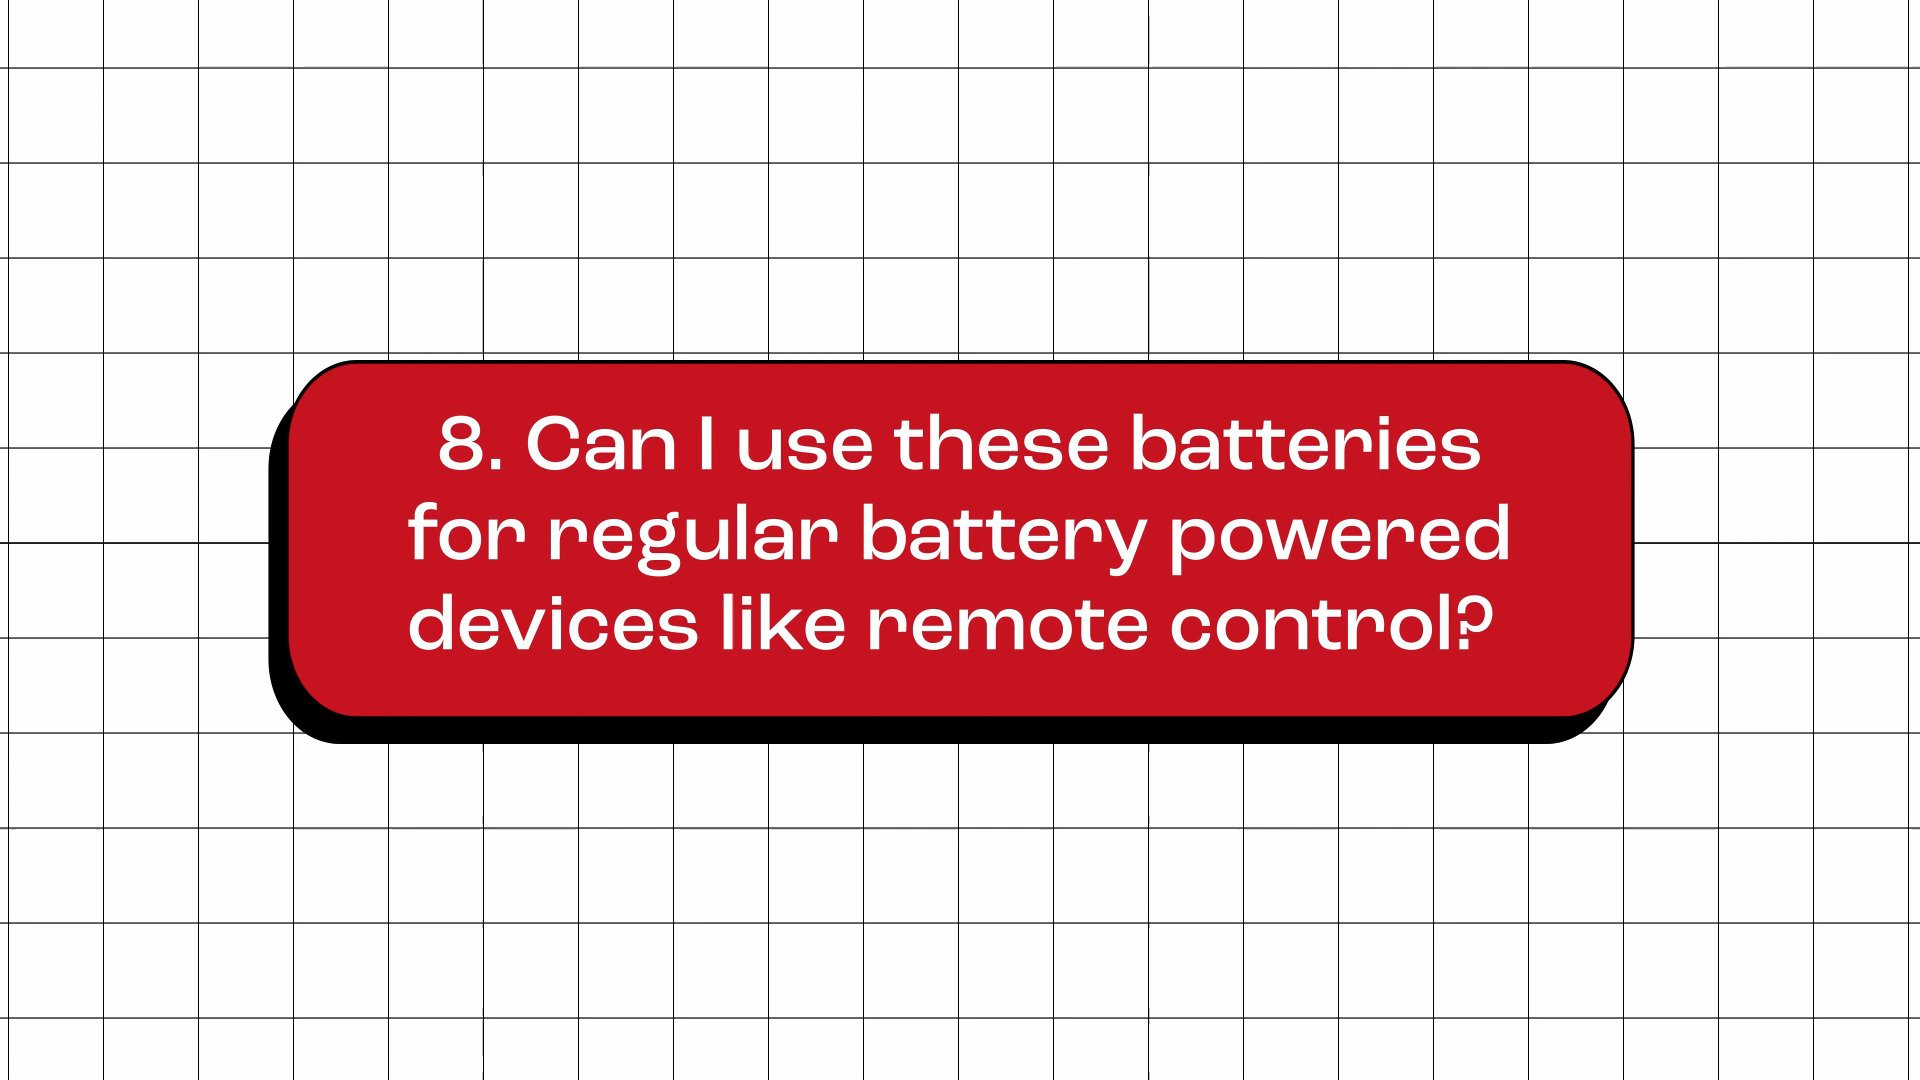 8. Can I use these batteries
for regular battery powered
devices like remote control?